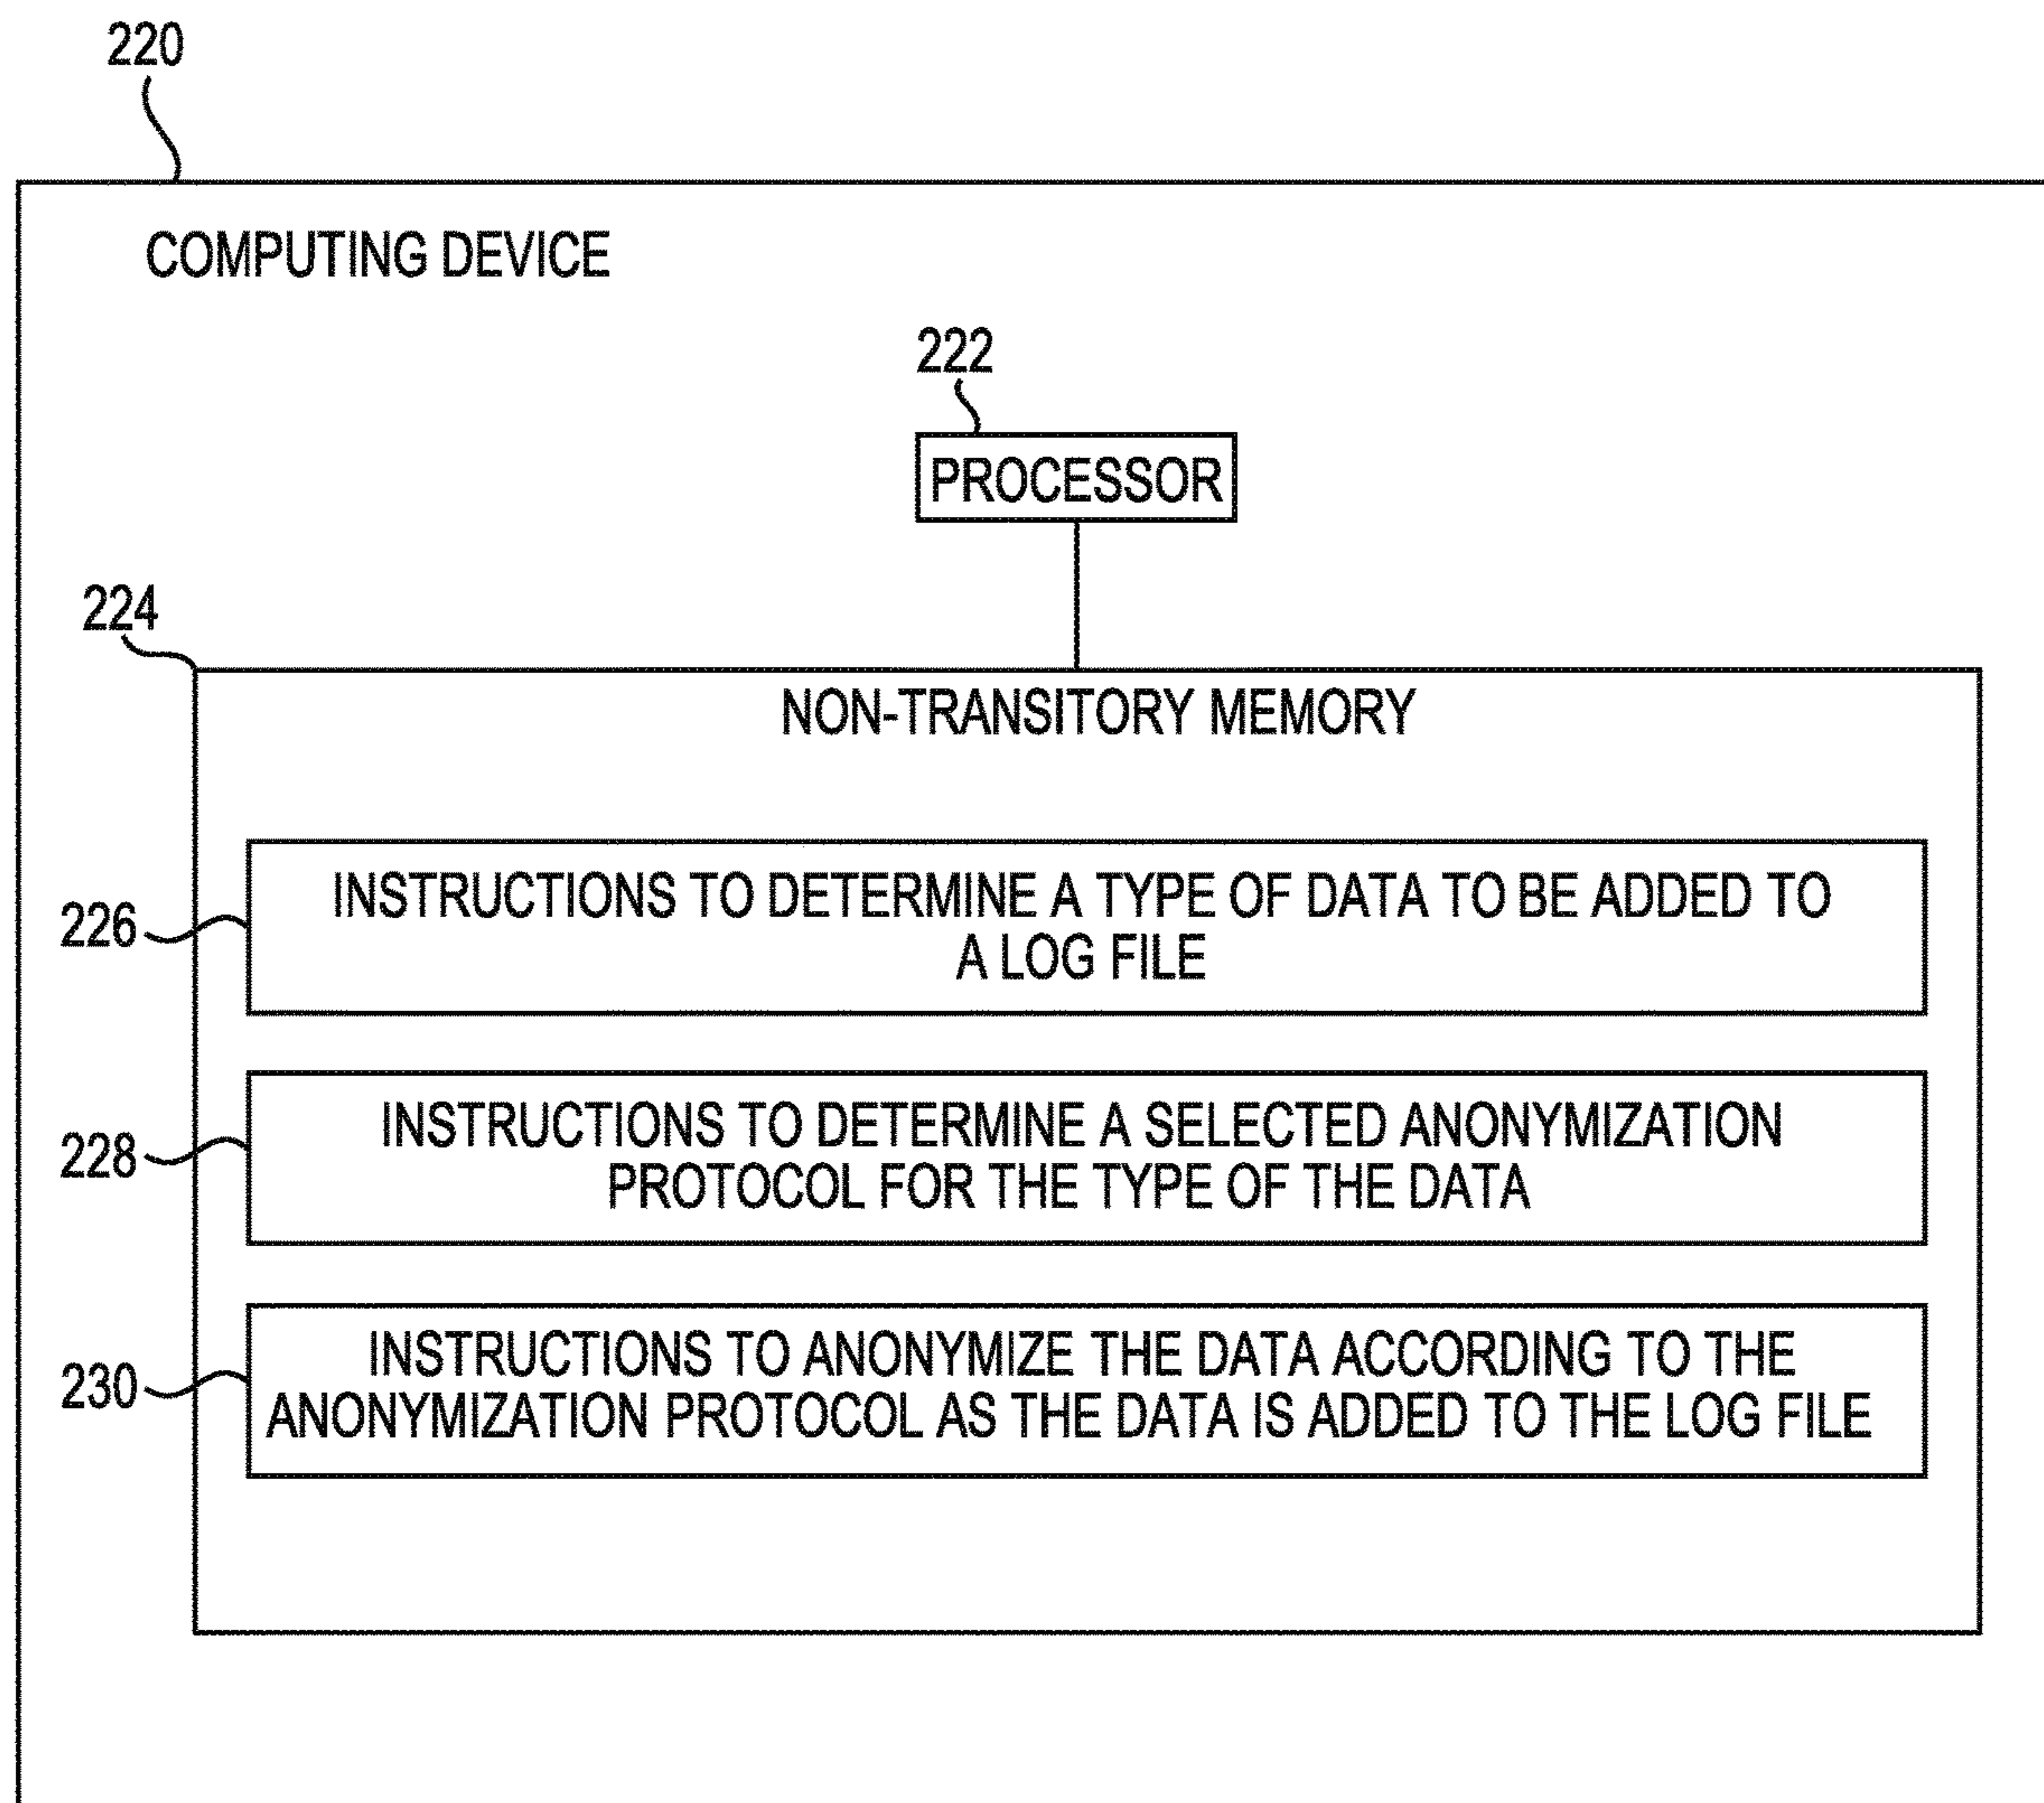 220
COMPUTING DEVICE
222
PROCESSOR
224
NON-TRANSITORY MEMORY
226
INSTRUCTIONS TO DETERMINE A TYPE OF DATA TO BE ADDED TO
A LOG FILE
228
INSTRUCTIONS TO DETERMINE A SELECTED ANONYMIZATION
PROTOCOL FOR THE TYPE OF THE DATA
230
INSTRUCTIONS TO ANONYMIZE THE DATA ACCORDING TO THE
ANONYMIZATION PROTOCOL AS THE DATA IS ADDED TO THE LOG FILE